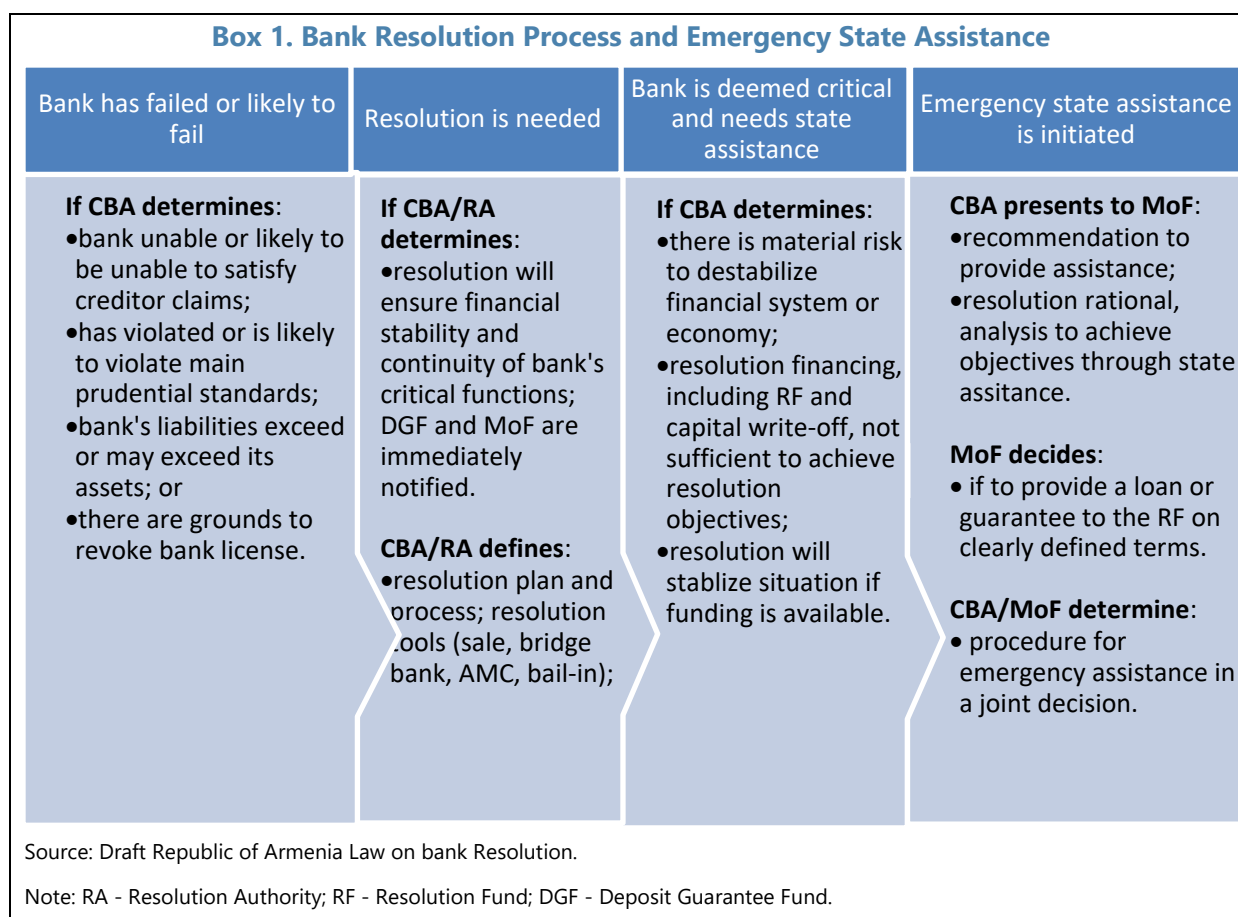 Box 1. Bank Resolution Process and Emergency State Assistance
Bank has failed or likely to
fail
If CBA determines:
•bank unable or likely to
be unable to satisfy
creditor claims;
•has violated or is likely
to violate main
prudential standards;
•bank's liabilities exceed
or may exceed its
assets; or
•there are grounds to
revoke bank license.
Resolution is needed
If CBA/RA
determines:
•resolution will
ensure financial
stability and
continuity of bank's
critical functions;
DGF and MoF are
immediately
notified.
CBA/RA defines:
•resolution plan and
process; resolution
tools (sale, bridge
bank, AMC, bail-in);
Bank is deemed critical
and needs state
assistance
If CBA determines:
•there is material risk
to destabilize
financial system or
economy;
•resolution financing,
including RF and
capital write-off, not
sufficient to achieve
resolution
objectives;
•resolution will
stablize situation if
funding is available.
Emergency state assistance
is initiated
CBA presents to MoF:
•recommendation to
provide assistance;
•resolution rational,
analysis to achieve
objectives through state
assitance.
MoF decides:
• if to provide a loan or
guarantee to the RF on
clearly defined terms.
CBA/MoF determine:
• procedure for
emergency assistance in
a joint decision.
Source: Draft Republic of Armenia Law on bank Resolution.
Note: RA - Resolution Authority; RF - Resolution Fund; DGF - Deposit Guarantee Fund.